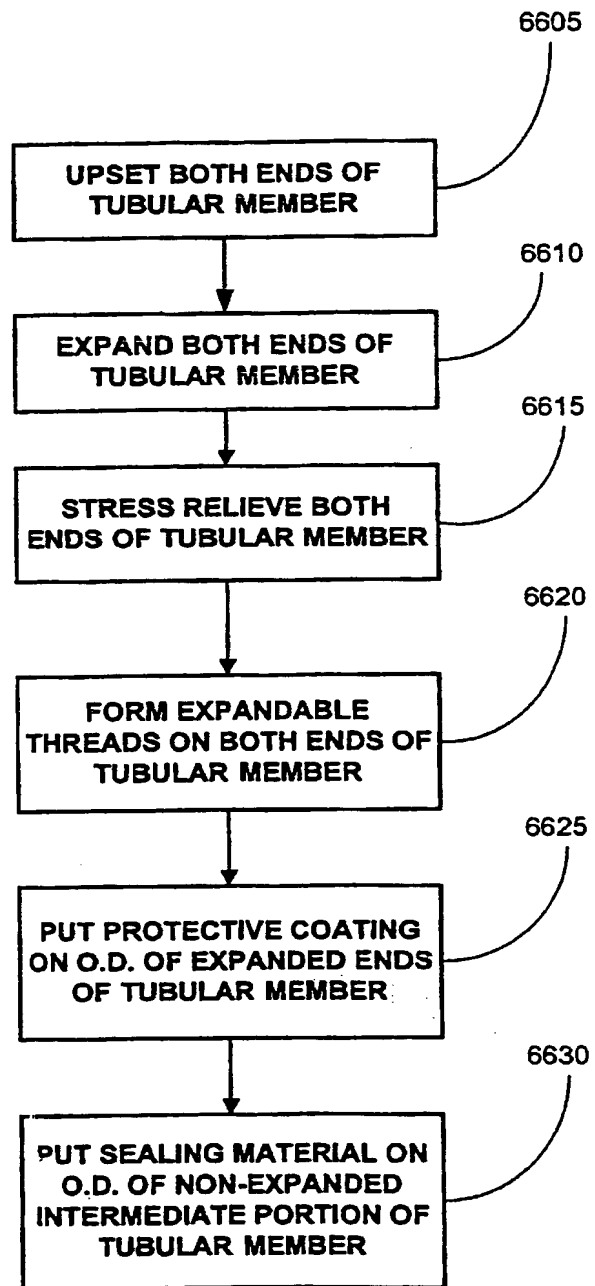 6605
UPSET BOTH ENDS OF
TUBULAR MEMBER
6610
EXPAND BOTH ENDS OF
TUBULAR MEMBER
6615
STRESS RELIEVE BOTH
ENDS OF TUBULAR MEMBER
6620
FORM EXPANDABLE
THREADS ON BOTH ENDS OF
TUBULAR MEMBER
6625
PUT PROTECTIVE COATING
ON O.D. OF EXPANDED ENDS
OF TUBULAR MEMBER
6630
PUT SEALING MATERIAL ON
O.D. OF NON-EXPANDED
INTERMEDIATE PORTION OF
TUBULAR MEMBER